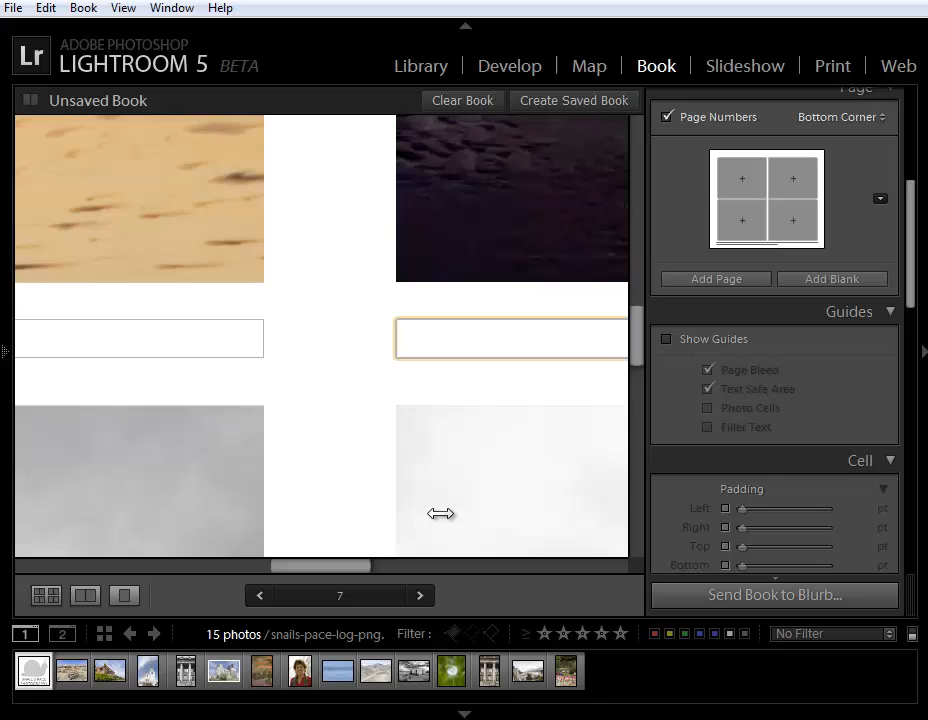 File Edit Book View Window Help
Lr ADOBE PHOTOSHOP
LIGHTROOM 5 BETA
Library Develop Map Book Slideshow Print Web
Unsaved Book Clear Book Create Saved Book
Page
Page Numbers Bottom Corner
Add Page Add Blank
Guides
Show Guides
Page Bleed
Text Safe Area
Photo Cells
Filler Text
Cell
Padding
Left pt
Right pt
Top pt
Bottom pt
7
Send Book to Blurb...
1 2 15 photos /snails-pace-log-png. Filter : No Filter